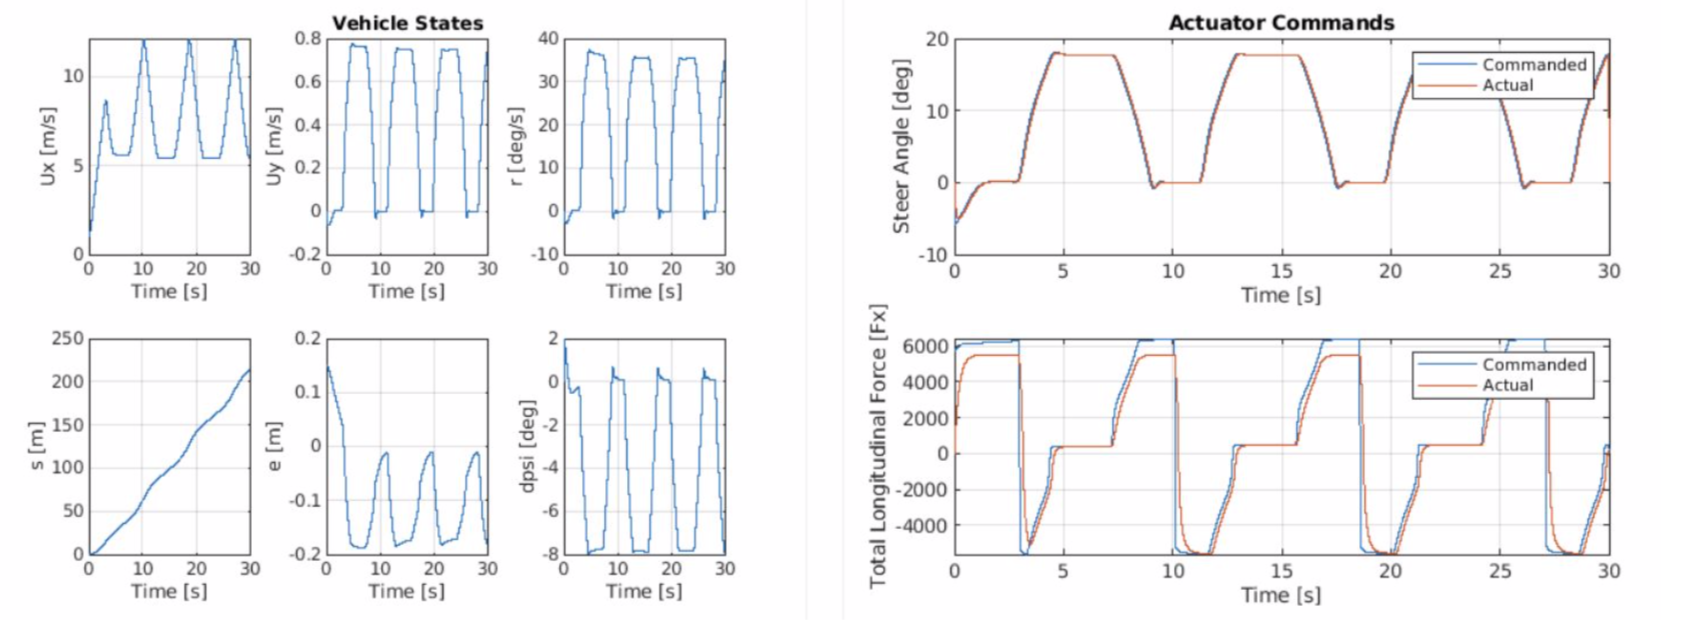 Vehicle States
Ux [m/s]
10
5
0
0 10 20 30
Time [s]
Uy [m/s]
0.8
0.6
0.4
0.2
0
-0.2
0 10 20 30
Time [s]
r [deg/s]
40
30
20
10
0
-10
0 10 20 30
Time [s]
s [m]
250
200
150
100
50
0
0 10 20 30
Time [s]
e [m]
0.2
0.1
0
-0.1
-0.2
0 10 20 30
Time [s]
dpsi [deg]
2
0
-2
-4
-6
-8
0 10 20 30
Time [s]
Actuator Commands
Steer Angle [deg]
20
10
0
-10
0 5 10 15 20 25 30
Time [s]
Commanded
Actual
Total Longitudinal Force [Fx]
6000
4000
2000
0
-2000
-4000
0 5 10 15 20 25 30
Time [s]
Commanded
Actual